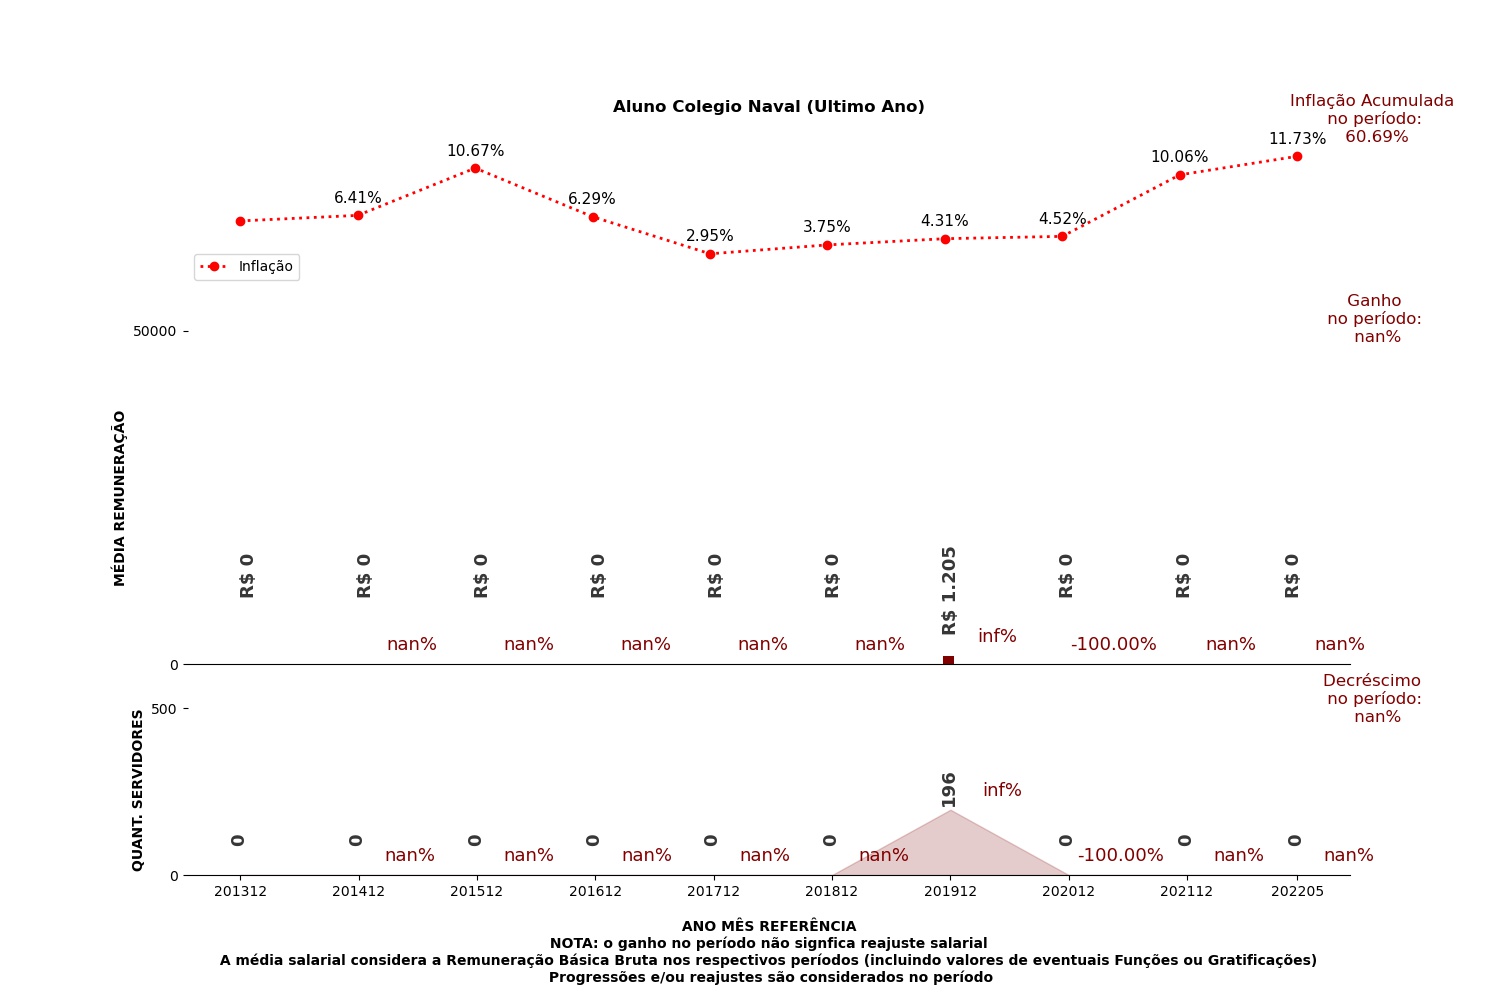 Aluno Colegio Naval (Ultimo Ano)
Inflação Acumulada
no período:
60.69%
6.41%
10.67%
6.29%
2.95%
3.75%
4.31%
4.52%
10.06%
11.73%
Inflação
Ganho
no período:
nan%
50000
0
MÉDIA REMUNERAÇÃO
R$ 0
R$ 0
R$ 0
R$ 0
R$ 0
R$ 0
R$ 1.205
R$ 0
R$ 0
R$ 0
nan%
nan%
nan%
nan%
nan%
inf%
-100.00%
nan%
nan%
Decréscimo
no período:
nan%
500
0
QUANT. SERVIDORES
0
0
0
0
0
0
196
0
0
0
nan%
nan%
nan%
nan%
nan%
inf%
-100.00%
nan%
nan%
201312
201412
201512
201612
201712
201812
201912
202012
202112
202205
ANO MÊS REFERÊNCIA
NOTA: o ganho no período não signfica reajuste salarial
A média salarial considera a Remuneração Básica Bruta nos respectivos períodos (incluindo valores de eventuais Funções ou Gratificações)
Progressões e/ou reajustes são considerados no período